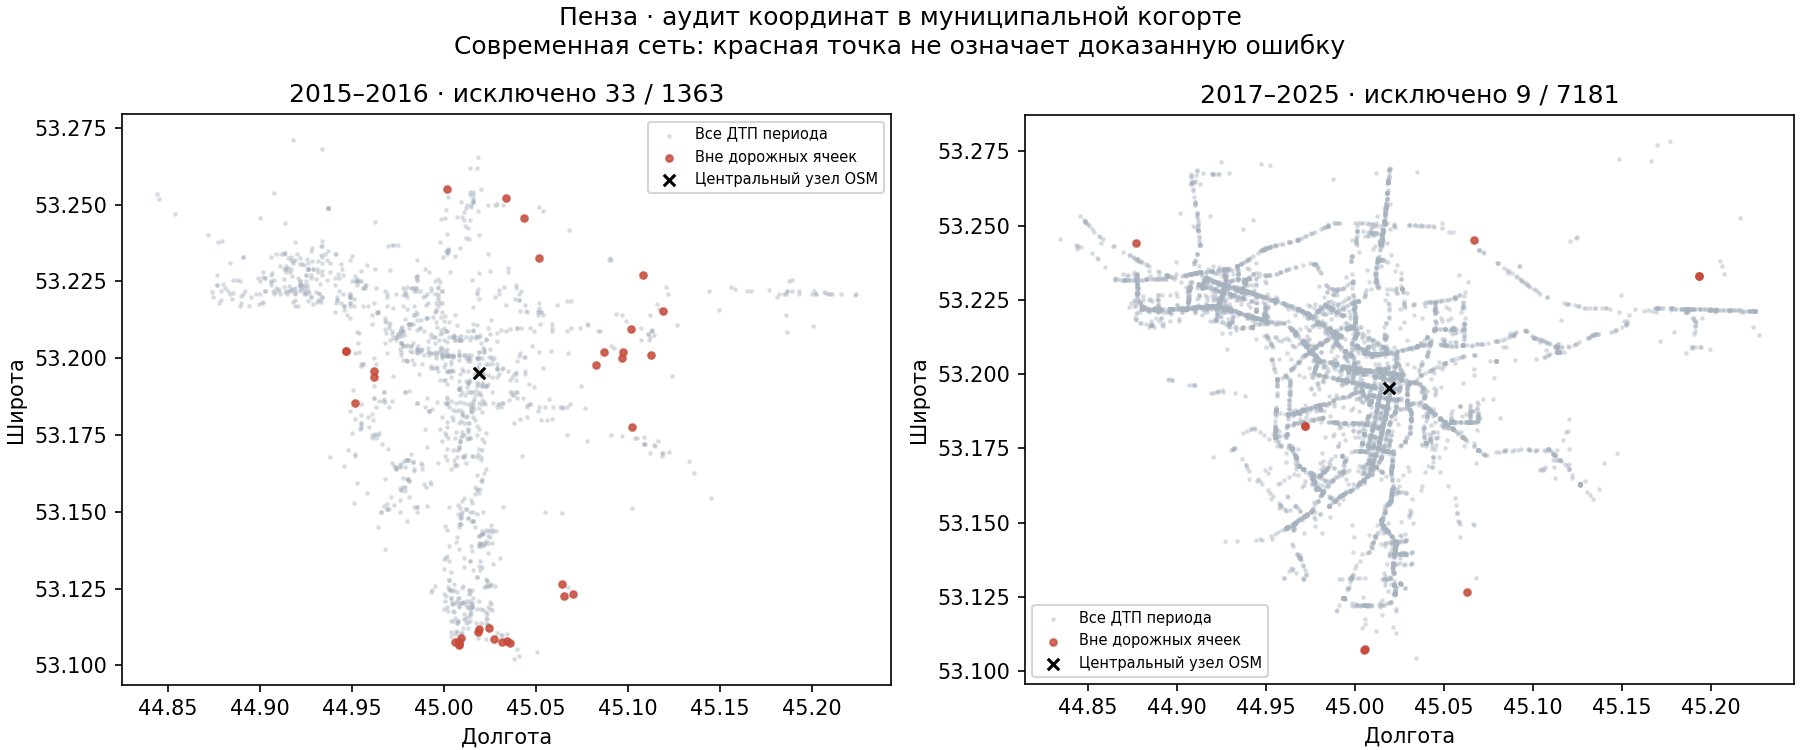 Пенза · аудит координат в муниципальной когорте
Современная сеть: красная точка не означает доказанную ошибку
2015–2016 · исключено 33 / 1363
Все ДТП периода
Вне дорожных ячеек
Центральный узел OSM
Широта
53.275
53.250
53.225
53.200
53.175
53.150
53.125
53.100
44.85 44.90 44.95 45.00 45.05 45.10 45.15 45.20
Долгота
2017–2025 · исключено 9 / 7181
Широта
53.275
53.250
53.225
53.200
53.175
53.150
53.125
53.100
Все ДТП периода
Вне дорожных ячеек
Центральный узел OSM
44.85 44.90 44.95 45.00 45.05 45.10 45.15 45.20
Долгота